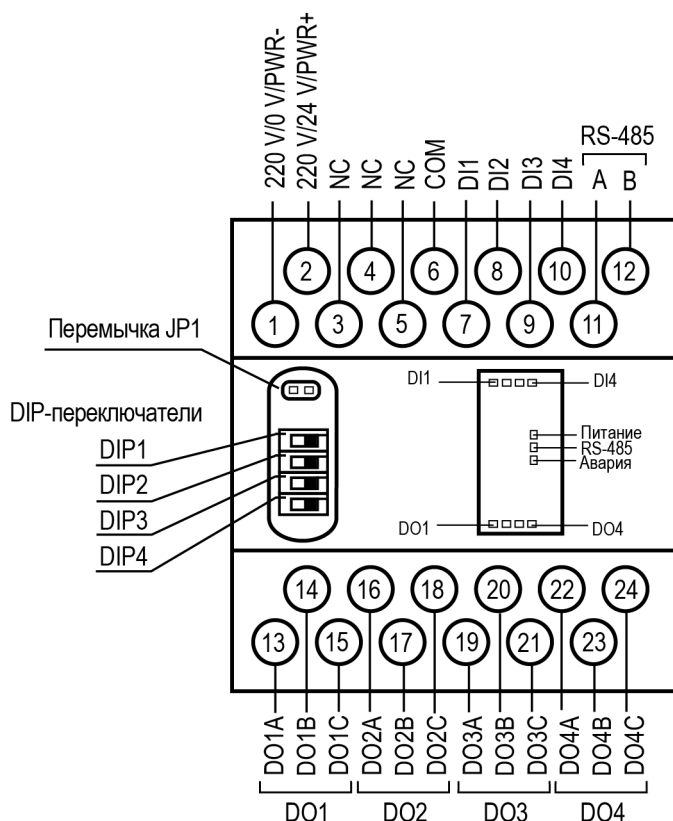 220 V/0 V/PWR-
220 V/24 V/PWR+
NC
NC
NC
COM
DI1
DI2
DI3
DI4
RS-485
A B
2 4 6 8 10 12
1 3 5 7 9 11
Перемычка JP1
DIP-переключатели
DIP1
DIP2
DIP3
DIP4
DI1 DI4
Питание
RS-485
Авария
DO1 DO4
14 16 18 20 22 24
13 15 17 19 21 23
DO1A
DO1B
DO1C
DO2A
DO2B
DO2C
DO3A
DO3B
DO3C
DO4A
DO4B
DO4C
DO1 DO2 DO3 DO4